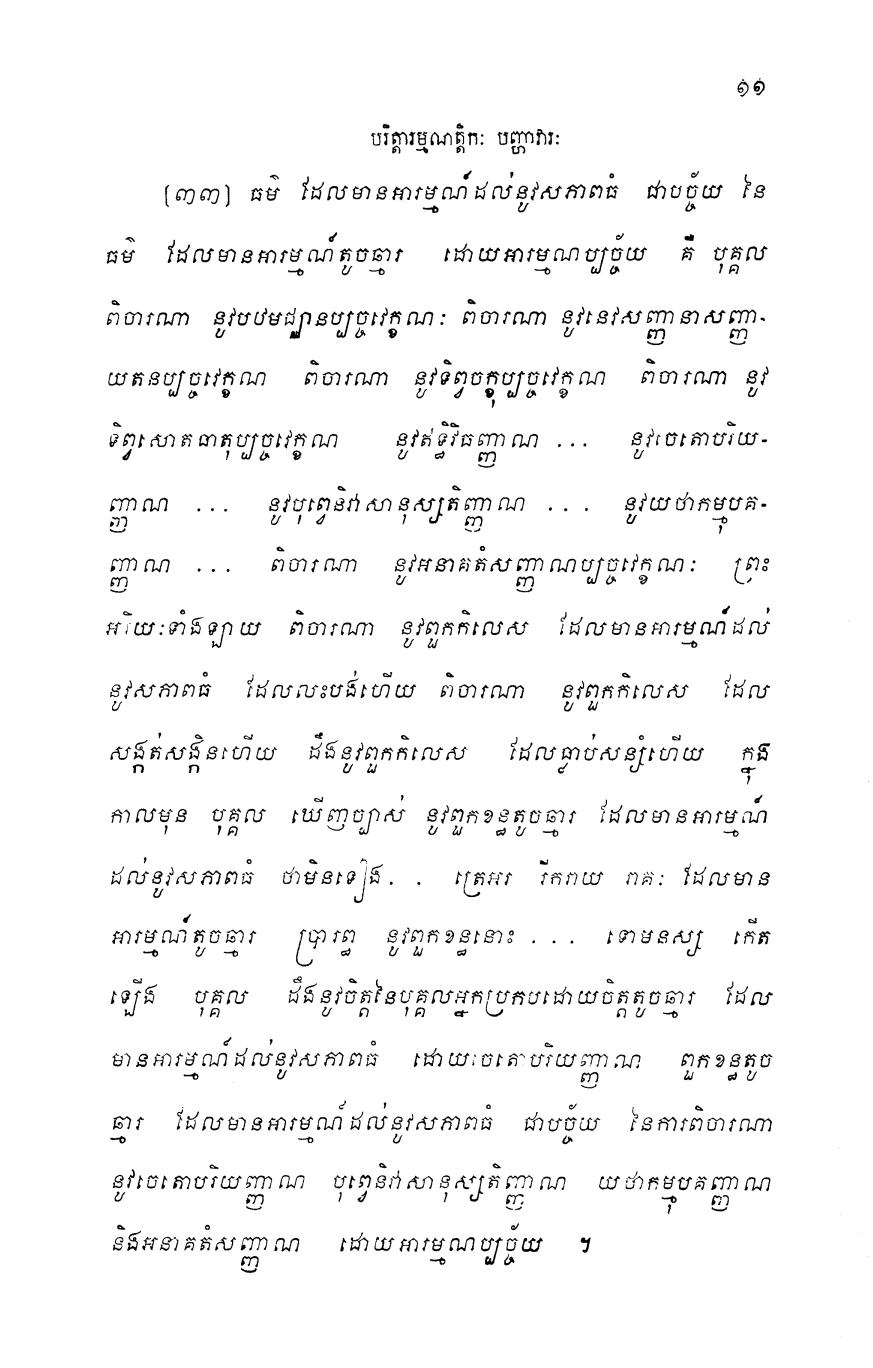 ១១
បរិត្តារម្មណត្តិកៈ បញ្ហាវារៈ
(៣៣) ធម៌ ដែលមានអារម្មណ៍ដល់នូវសភាពធំ ជាបច្ច័យ នៃ
ធម៌ ដែលមានអារម្មណ៍តូចឆ្មារ ដោយអារម្មណប្បច្ច័យ គឺ បុគ្គល
ពិចារណា នូវបឋមជ្ឈានប្បច្ចវេក្ខណៈ ពិចារណា នូវនេវសញ្ញានាសញ្ញា-
យតនប្បច្ចវេក្ខណ ពិចារណា នូវទិព្វចក្ខុប្បច្ចវេក្ខណ ពិចារណា នូវ
ទិព្វសោតធាតុប្បច្ចវេក្ខណ នូវឥទ្ធិវិធញ្ញាណ ... នូវចេតោបរិយ-
ញ្ញាណ ... នូវបុព្វេនិវាសានុស្សតិញ្ញាណ ... នូវយថាកម្មុបគ-
ញ្ញាណ ... ពិចារណា នូវអនាគតំសញ្ញាណប្បច្ចវេក្ខណៈ ព្រះ
អរិយៈទាំងឡាយ ពិចារណា នូវពួកកិលេស ដែលមានអារម្មណ៍ដល់
នូវសភាពធំ ដែលលះបង់ហើយ ពិចារណា នូវពួកកិលេស ដែល
សង្កត់សង្កិនហើយ ដឹងនូវពួកកិលេស ដែលធ្លាប់សន្សំហើយ ក្នុង
កាលមុន បុគ្គល ឃើញច្បាស់ នូវពួកខន្ធតូចឆ្មារ ដែលមានអារម្មណ៍
ដល់នូវសភាពធំ ថាមិនទៀង. . ត្រេអរ រីករាយ រាគៈ ដែលមាន
អារម្មណ៍តូចឆ្មារ ប្រារព្ធ នូវពួកខន្ធនោះ ... ទោមនស្ស កើត
ឡើង បុគ្គល ដឹងនូវចិត្តនៃបុគ្គលអ្នកប្រកបដោយចិត្តតូចឆ្មារ ដែល
មានអារម្មណ៍ដល់នូវសភាពធំ ដោយចេតោបរិយញ្ញាណ ពួកខន្ធតូច
ឆ្មារ ដែលមានអារម្មណ៍ដល់នូវសភាពធំ ជាបច្ច័យ នៃការពិចារណា
នូវចេតោបរិយញ្ញាណ បុព្វេនិវាសានុស្សតិញ្ញាណ យថាកម្មុបគញ្ញាណ
និងអនាគតំសញ្ញាណ ដោយអារម្មណប្បច្ច័យ ។